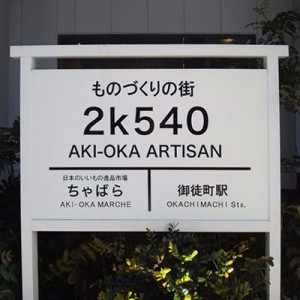 ものづくりの街
2k540
AKI-OKA ARTISAN
日本のいいもの逸品市場
ちゃばら
AKI-OKA MARCHE
御徒町駅
OKACHIMACHI Sta.